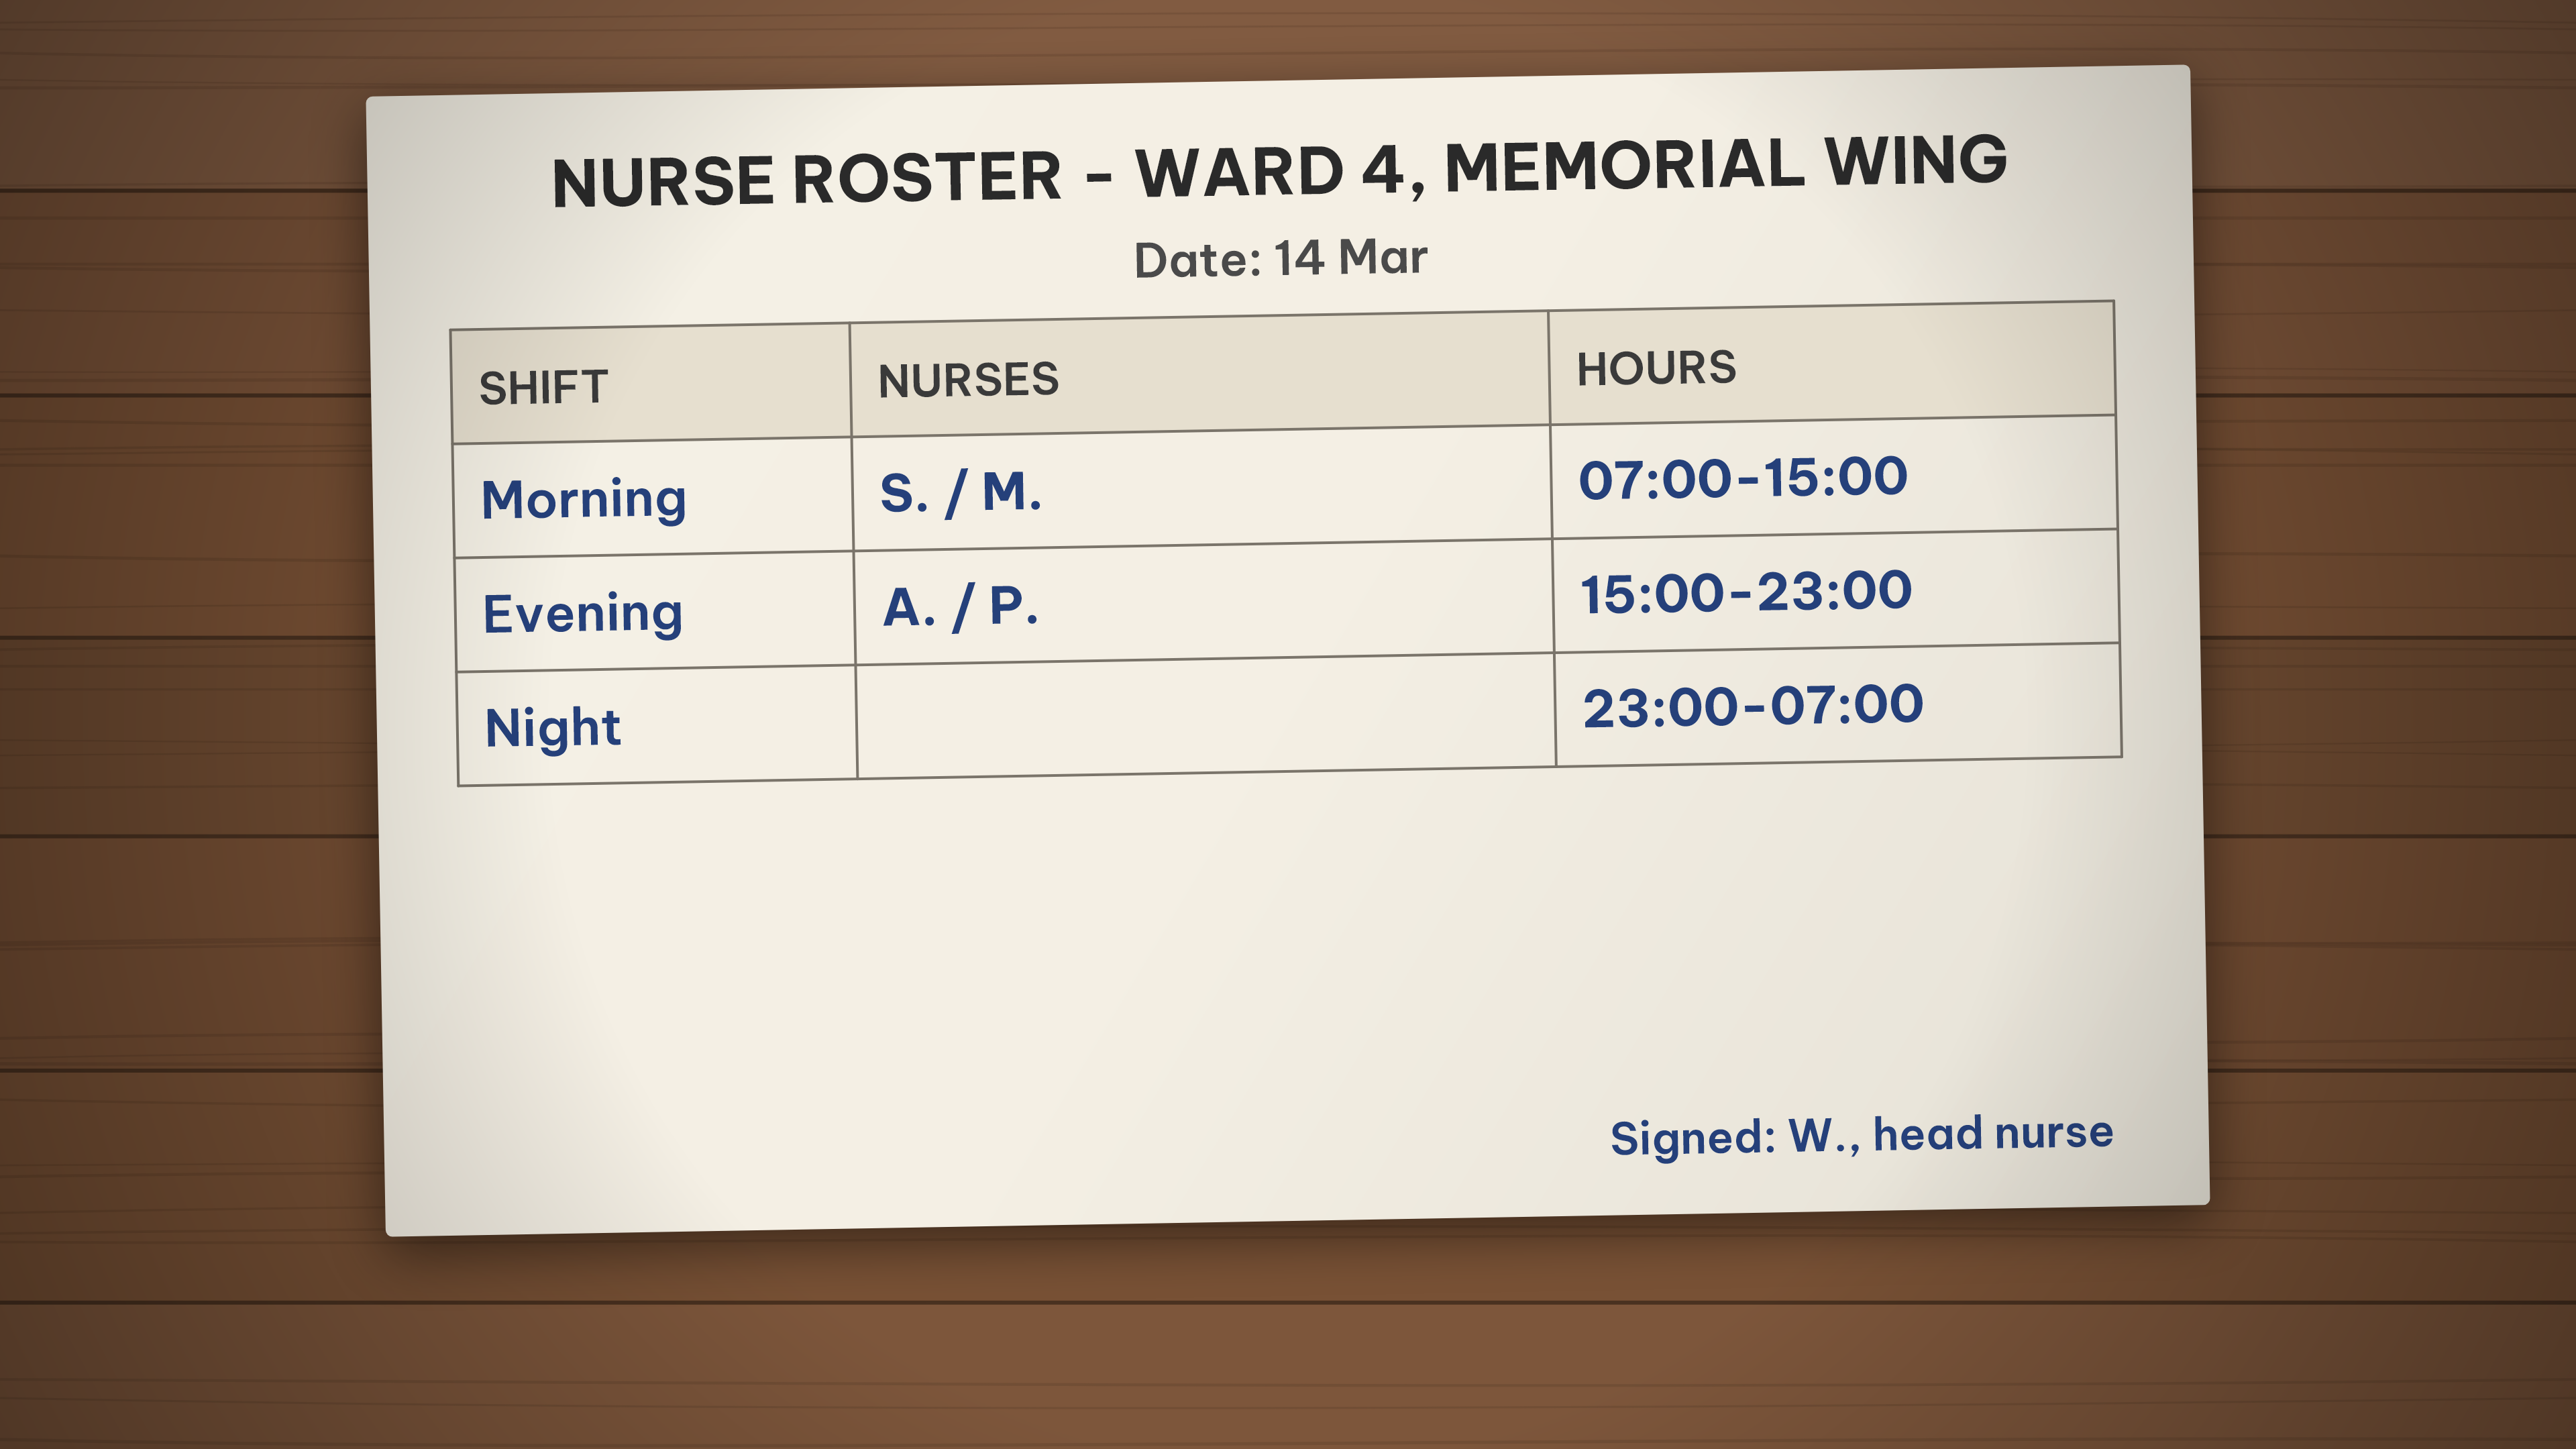 NURSE ROSTER - WARD 4, MEMORIAL WING
Date: 14 Mar
SHIFT NURSES HOURS
Morning S. / M. 07:00-15:00
Evening A. / P. 15:00-23:00
Night 23:00-07:00
Signed: W., head nurse